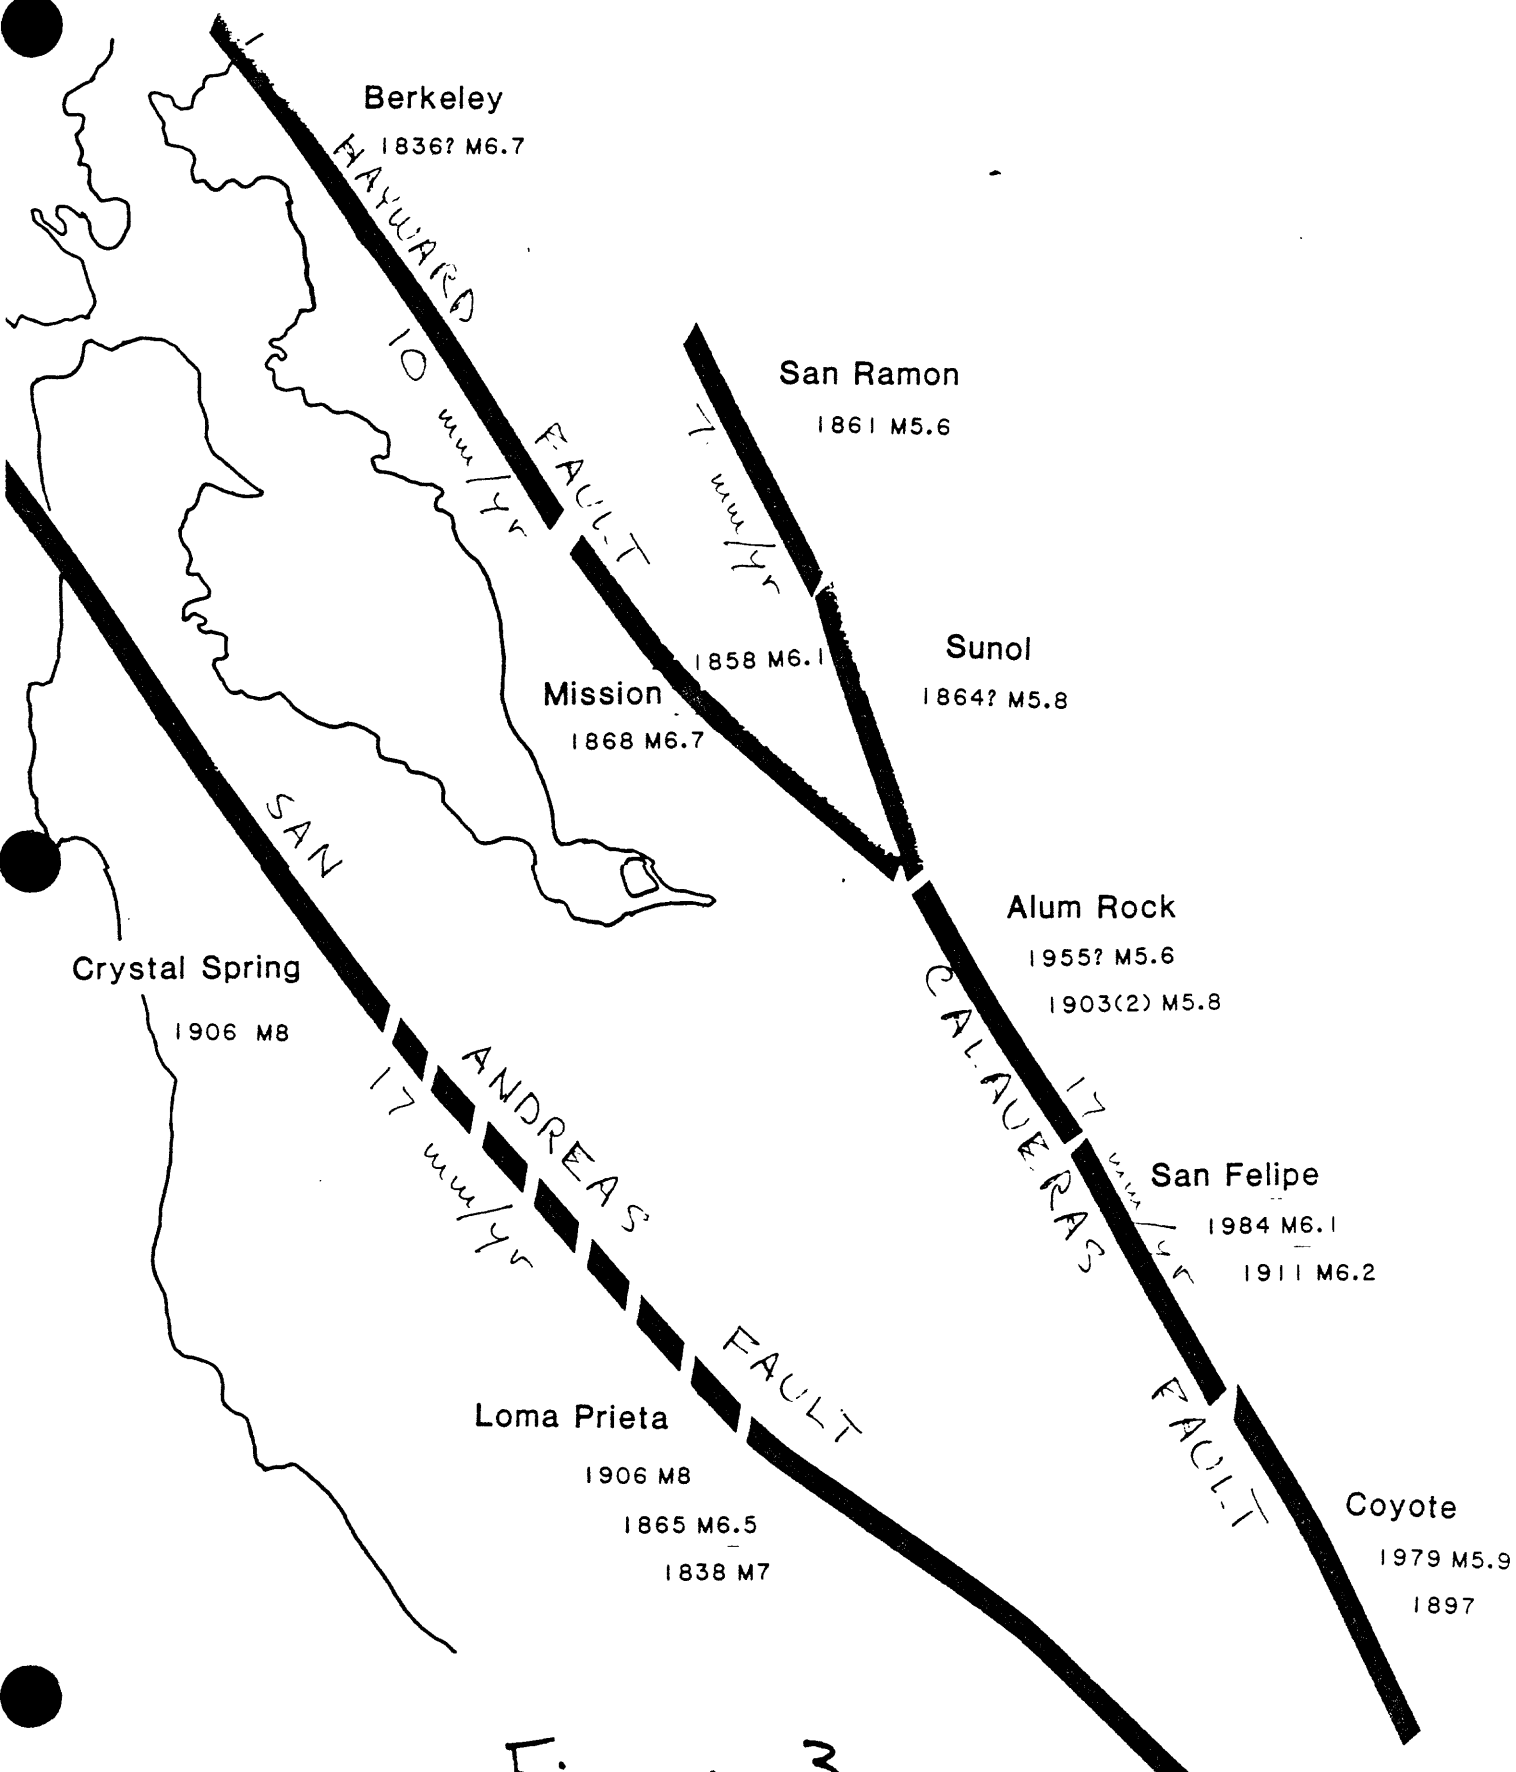 Berkeley
1836? M6.7
HAYWARD FAULT
10 mm/yr
San Ramon
1861 M5.6
7 mm/yr
Sunol
1864? M5.8
1858 M6.1
Mission
1868 M6.7
SAN ANDREAS FAULT
17 mm/yr
Alum Rock
1955? M5.6
1903(2) M5.8
Crystal Spring
1906 M8
CALAVERAS FAULT
17 mm/yr
San Felipe
1984 M6.1
1911 M6.2
Loma Prieta
1906 M8
1865 M6.5
1838 M7
Coyote
1979 M5.9
1897
3